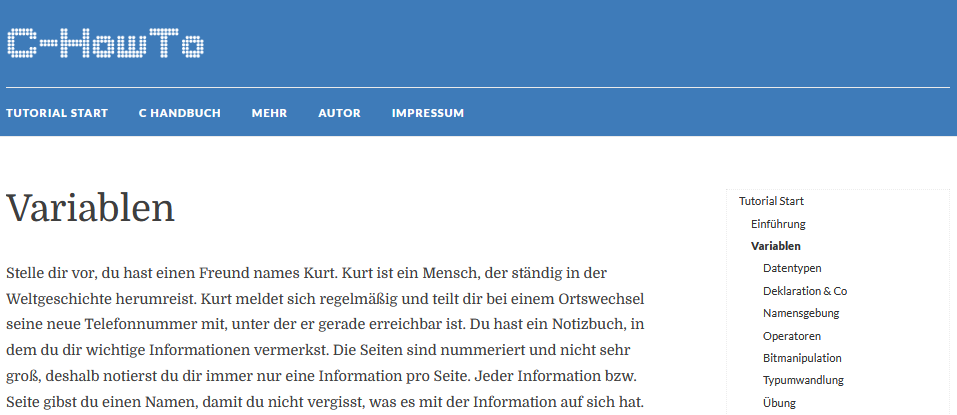 C-HowTo
TUTORIAL START C HANDBUCH MEHR AUTOR IMPRESSUM
Variablen
Stelle dir vor, du hast einen Freund names Kurt. Kurt ist ein Mensch, der ständig in der
Weltgeschichte herumreist. Kurt meldet sich regelmäßig und teilt dir bei einem Ortswechsel
seine neue Telefonnummer mit, unter der er gerade erreichbar ist. Du hast ein Notizbuch, in
dem du dir wichtige Informationen vermerkst. Die Seiten sind nummeriert und nicht sehr
groß, deshalb notierst du dir immer nur eine Information pro Seite. Jeder Information bzw.
Seite gibst du einen Namen, damit du nicht vergisst, was es mit der Information auf sich hat.
Tutorial Start
Einführung
Variablen
Datentypen
Deklaration & Co
Namensgebung
Operatoren
Bitmanipulation
Typumwandlung
Übung